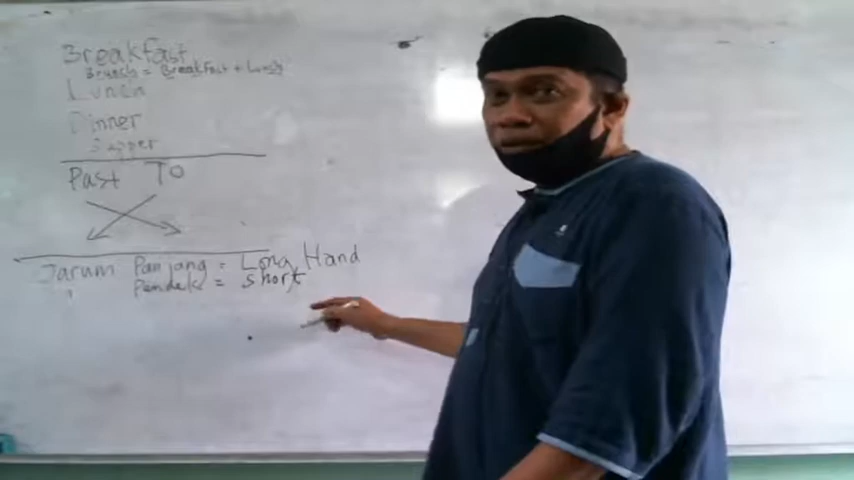 Breakfast
Brunch = Breakfast + Lunch
Lunch
Dinner
Supper
Past To
Jarum Panjang = Long Hand
Pendek = Short